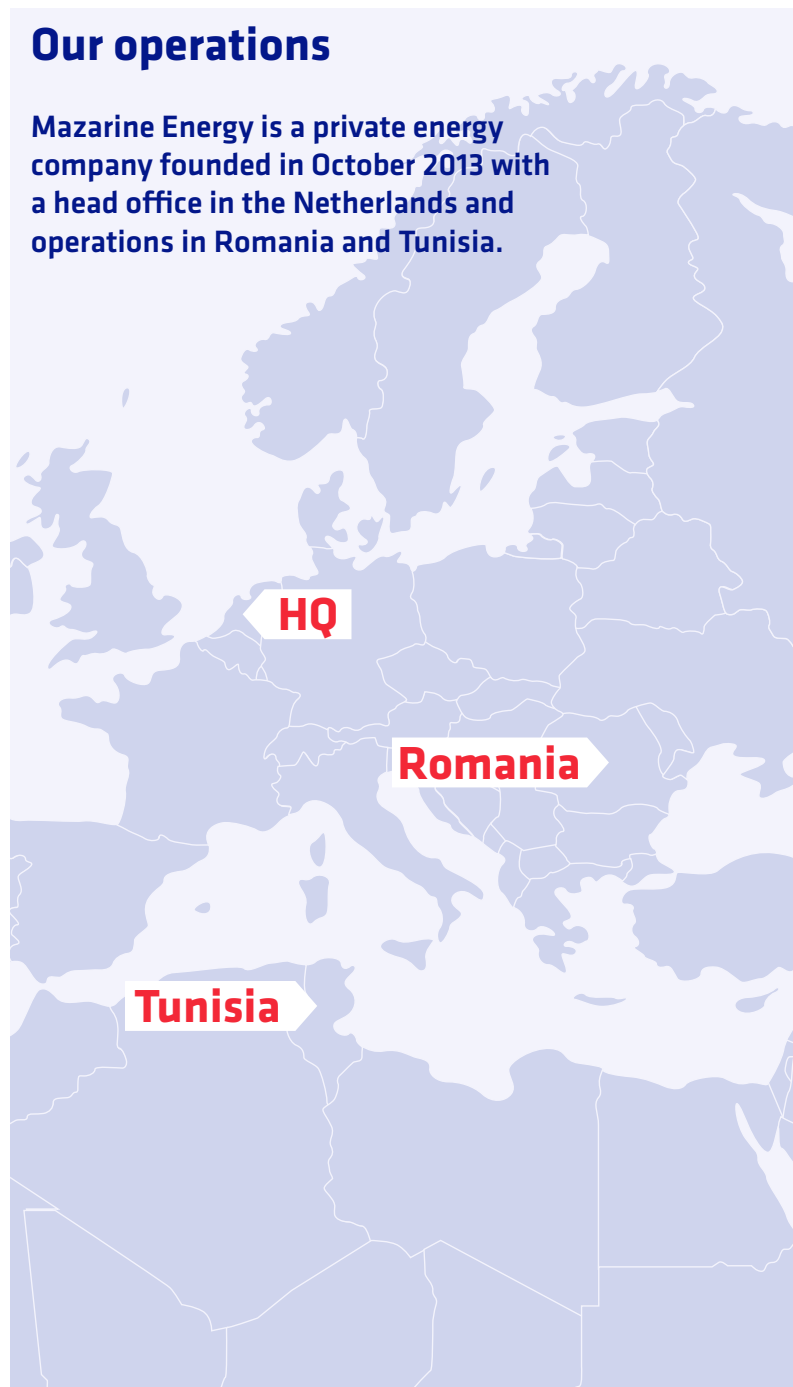 Our operations
Mazarine Energy is a private energy
company founded in October 2013 with
a head office in the Netherlands and
operations in Romania and Tunisia.
HQ
Romania
Tunisia